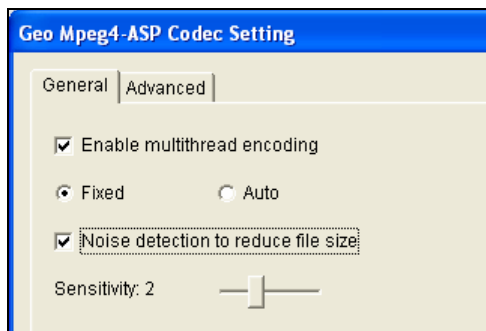 Geo Mpeg4-ASP Codec Setting
General Advanced
Enable multithread encoding
Fixed Auto
Noise detection to reduce file size
Sensitivity: 2